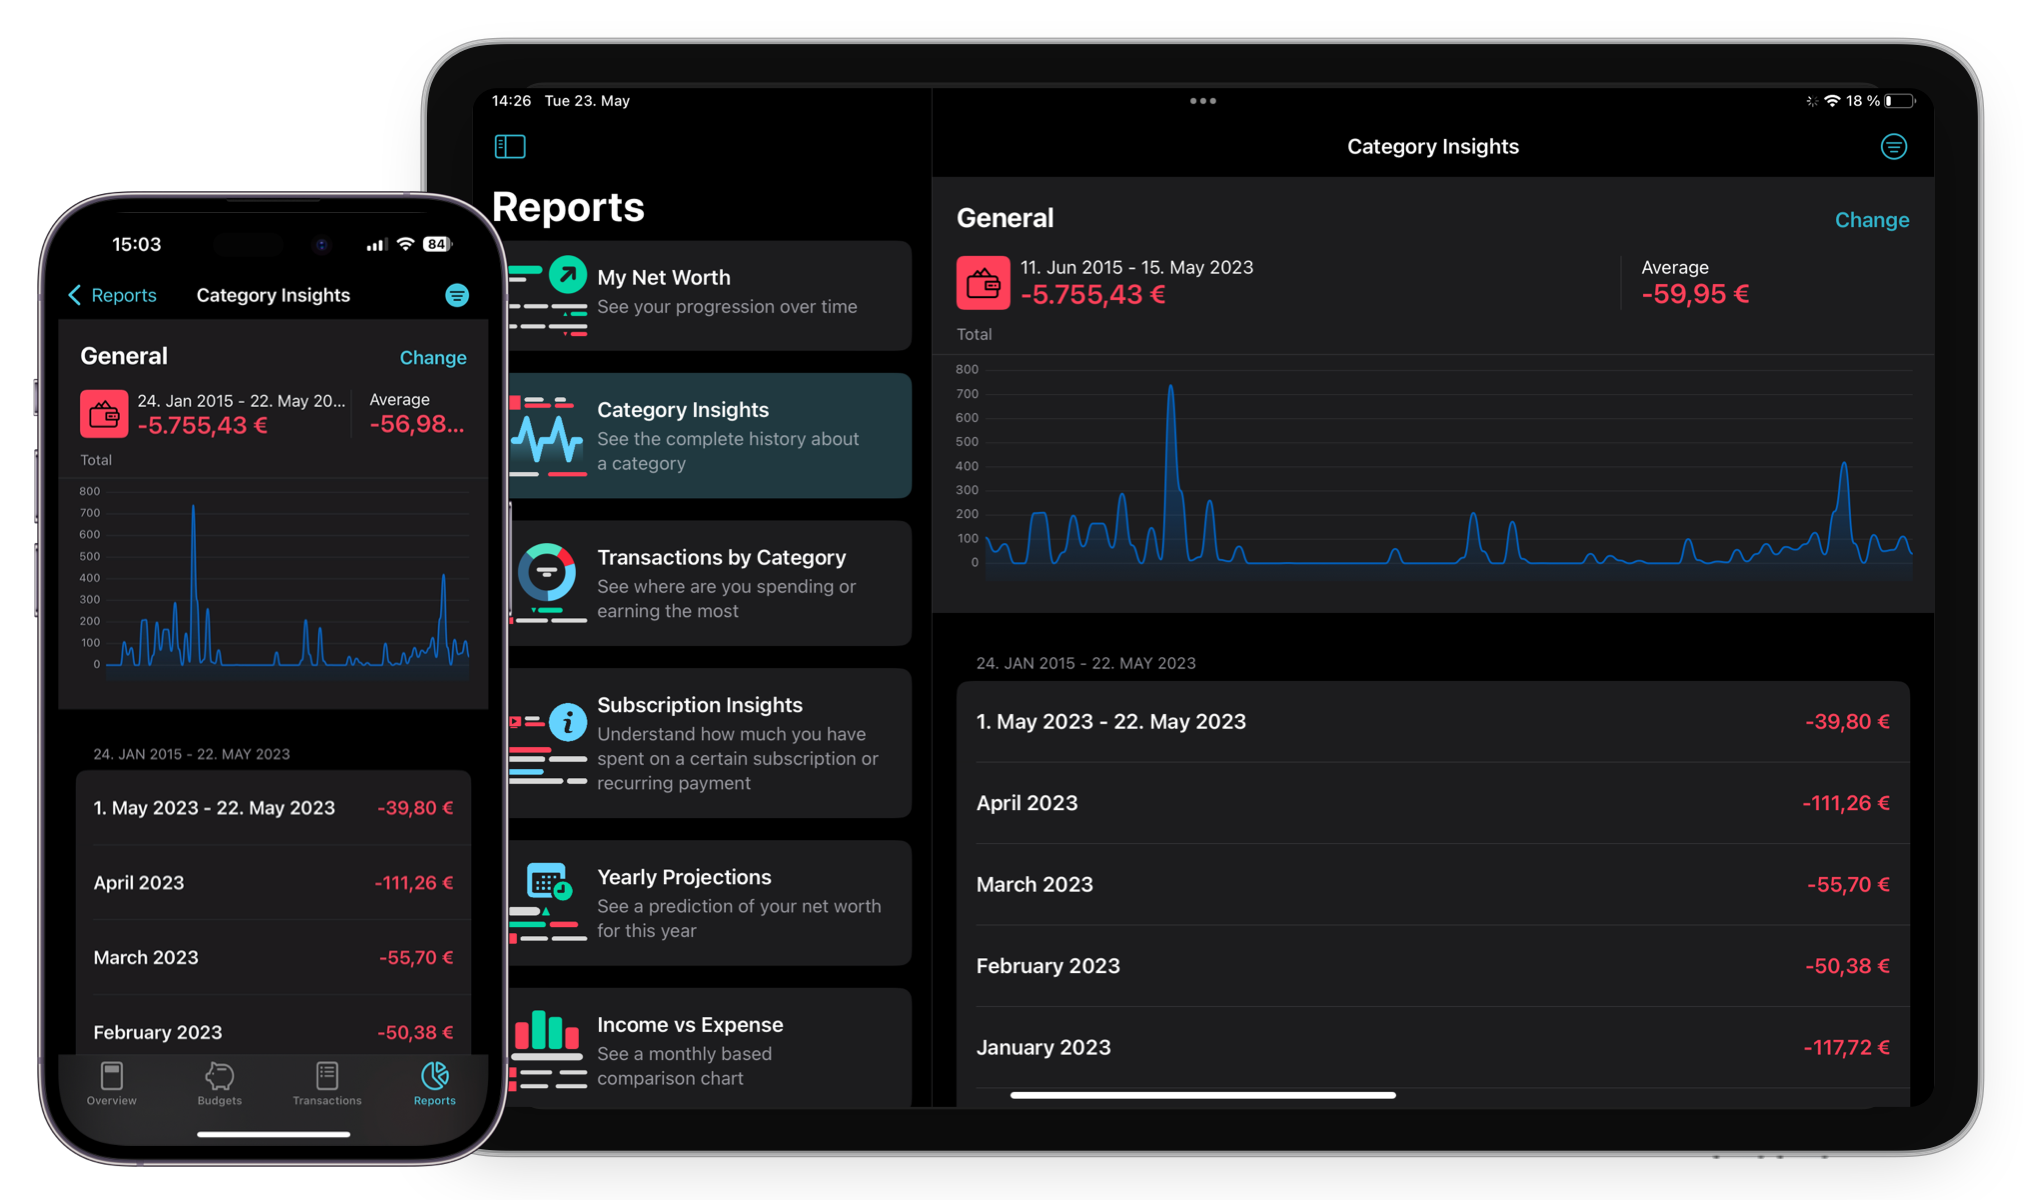 15:03
84
Reports
Category Insights
General
Change
24. Jan 2015 - 22. May 20...
-5.755,43 €
Average
-56,98...
Total
800
700
600
500
400
300
200
100
0
24. JAN 2015 - 22. MAY 2023
1. May 2023 - 22. May 2023
-39,80 €
April 2023
-111,26 €
March 2023
-55,70 €
February 2023
-50,38 €
Overview
Budgets
Transactions
Reports
14:26 Tue 23. May
18 %
Reports
My Net Worth
See your progression over time
Category Insights
See the complete history about
a category
Transactions by Category
See where are you spending or
earning the most
Subscription Insights
Understand how much you have
spent on a certain subscription or
recurring payment
Yearly Projections
See a prediction of your net worth
for this year
Income vs Expense
See a monthly based
comparison chart
Category Insights
General
Change
11. Jun 2015 - 15. May 2023
-5.755,43 €
Average
-59,95 €
Total
800
700
600
500
400
300
200
100
0
24. JAN 2015 - 22. MAY 2023
1. May 2023 - 22. May 2023
-39,80 €
April 2023
-111,26 €
March 2023
-55,70 €
February 2023
-50,38 €
January 2023
-117,72 €